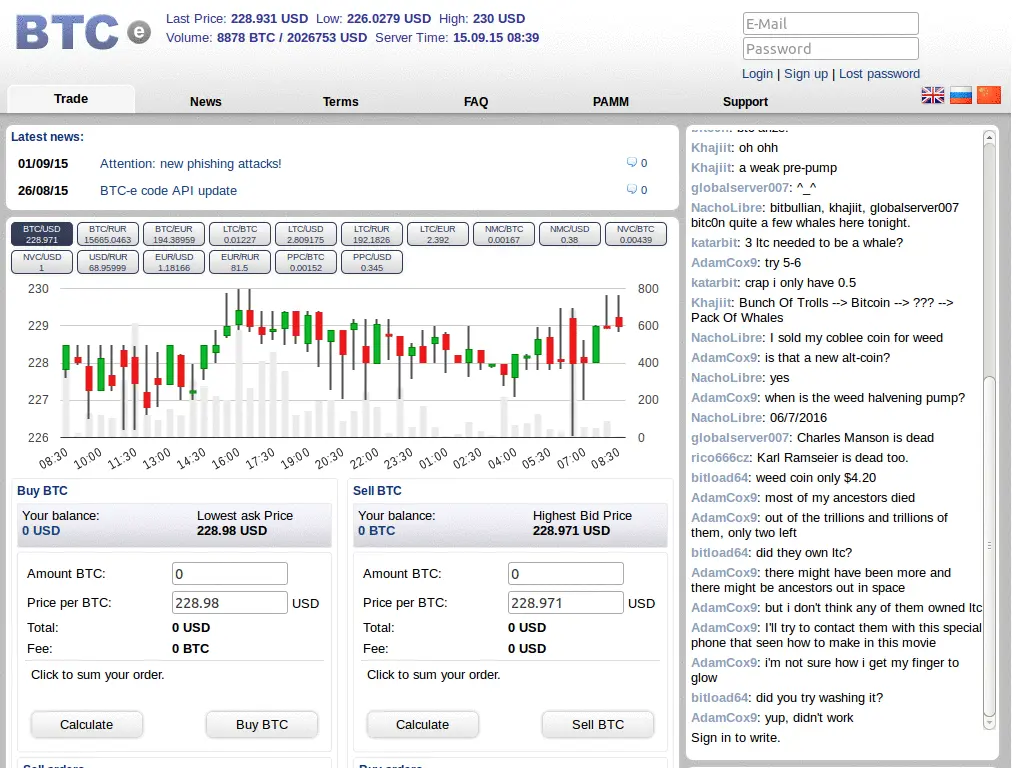 BTC e
Last Price: 228.931 USD Low: 226.0279 USD High: 230 USD
Volume: 8878 BTC / 2026753 USD Server Time: 15.09.15 08:39
E-Mail
Password
Login | Sign up | Lost password
Trade News Terms FAQ PAMM Support
Latest news:
01/09/15 Attention: new phishing attacks! 0
26/08/15 BTC-e code API update 0
BTC/USD BTC/RUR BTC/EUR LTC/BTC LTC/USD LTC/RUR LTC/EUR NMC/BTC NMC/USD NVC/BTC
228.971 15665.0463 194.38959 0.01227 2.809175 192.1826 2.392 0.00167 0.38 0.00439
NVC/USD USD/RUR EUR/USD EUR/RUR PPC/BTC PPC/USD
1 68.95999 1.18166 81.5 0.00152 0.345
230 800
229 600
228 400
227 200
226 0
08:30 10:00 11:30 13:00 14:30 16:00 17:30 19:00 20:30 22:00 23:30 01:00 02:30 04:00 05:30 07:00 08:30
Buy BTC
Your balance: Lowest ask Price
0 USD 228.98 USD
Amount BTC: 0
Price per BTC: 228.98 USD
Total: 0 USD
Fee: 0 BTC
Click to sum your order.
Calculate Buy BTC
Sell orders
Sell BTC
Your balance: Highest Bid Price
0 BTC 228.971 USD
Amount BTC: 0
Price per BTC: 228.971 USD
Total: 0 USD
Fee: 0 USD
Click to sum your order.
Calculate Sell BTC
Buy orders
Khajiit: oh ohh
Khajiit: a weak pre-pump
globalserver007: ^_^
NachoLibre: bitbullian, khajiit, globalserver007
bitc0n quite a few whales here tonight.
katarbit: 3 ltc needed to be a whale?
AdamCox9: try 5-6
katarbit: crap i only have 0.5
Khajiit: Bunch Of Trolls --> Bitcoin --> ??? -->
Pack Of Whales
NachoLibre: I sold my coblee coin for weed
AdamCox9: is that a new alt-coin?
NachoLibre: yes
AdamCox9: when is the weed halvening pump?
NachoLibre: 06/7/2016
globalserver007: Charles Manson is dead
rico666cz: Karl Ramseier is dead too.
bitload64: weed coin only $4.20
AdamCox9: most of my ancestors died
AdamCox9: out of the trillions and trillions of
them, only two left
bitload64: did they own ltc?
AdamCox9: there might have been more and
there might be ancestors out in space
AdamCox9: but i don't think any of them owned ltc
AdamCox9: I'll try to contact them with this special
phone that seen how to make in this movie
AdamCox9: i'm not sure how i get my finger to
glow
bitload64: did you try washing it?
AdamCox9: yup, didn't work
Sign in to write.